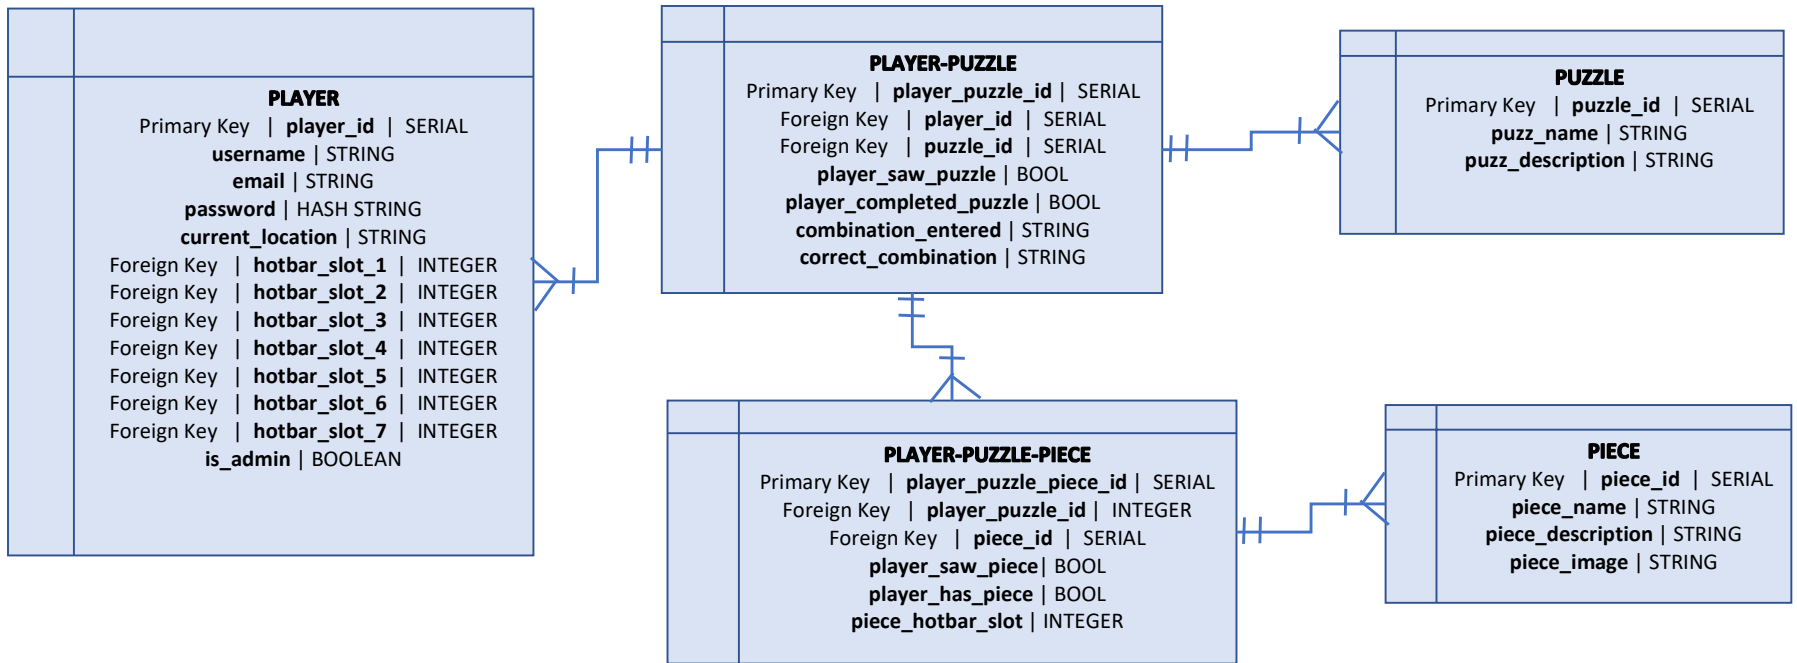 PLAYER
Primary Key | player_id | SERIAL
username | STRING
email | STRING
password | HASH STRING
current_location | STRING
Foreign Key | hotbar_slot_1 | INTEGER
Foreign Key | hotbar_slot_2 | INTEGER
Foreign Key | hotbar_slot_3 | INTEGER
Foreign Key | hotbar_slot_4 | INTEGER
Foreign Key | hotbar_slot_5 | INTEGER
Foreign Key | hotbar_slot_6 | INTEGER
Foreign Key | hotbar_slot_7 | INTEGER
is_admin | BOOLEAN
PLAYER-PUZZLE
Primary Key | player_puzzle_id | SERIAL
Foreign Key | player_id | SERIAL
Foreign Key | puzzle_id | SERIAL
player_saw_puzzle | BOOL
player_completed_puzzle | BOOL
combination_entered | STRING
correct_combination | STRING
PUZZLE
Primary Key | puzzle_id | SERIAL
puzz_name | STRING
puzz_description | STRING
PLAYER-PUZZLE-PIECE
Primary Key | player_puzzle_piece_id | SERIAL
Foreign Key | player_puzzle_id | INTEGER
Foreign Key | piece_id | SERIAL
player_saw_piece| BOOL
player_has_piece | BOOL
piece_hotbar_slot | INTEGER
PIECE
Primary Key | piece_id | SERIAL
piece_name | STRING
piece_description | STRING
piece_image | STRING